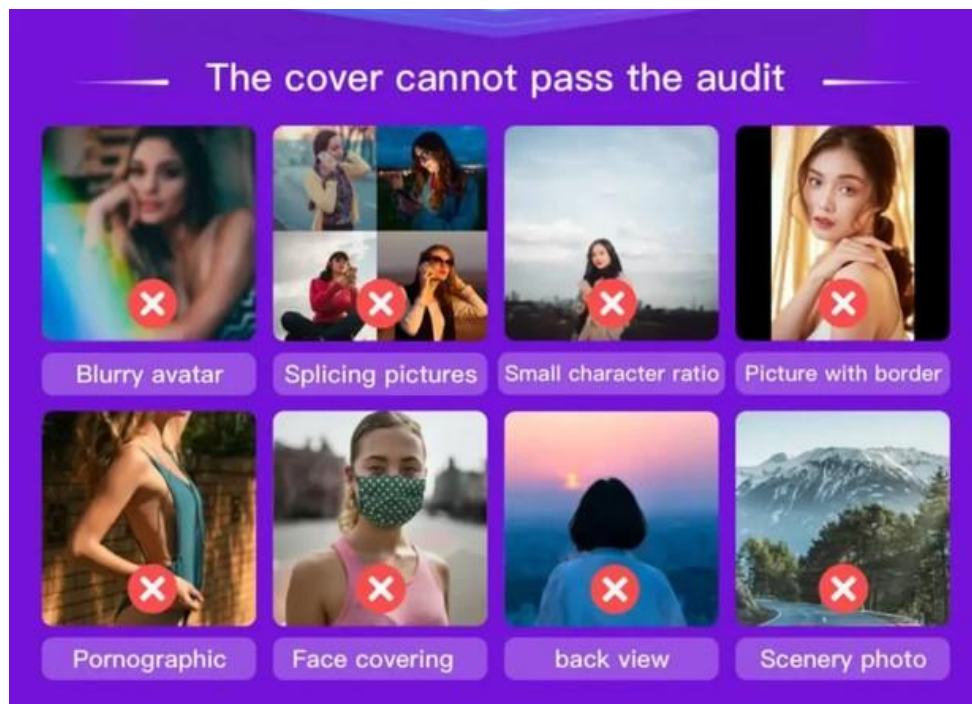 The cover cannot pass the audit
Blurry avatar
Splicing pictures
Small character ratio
Picture with border
Pornographic
Face covering
back view
Scenery photo